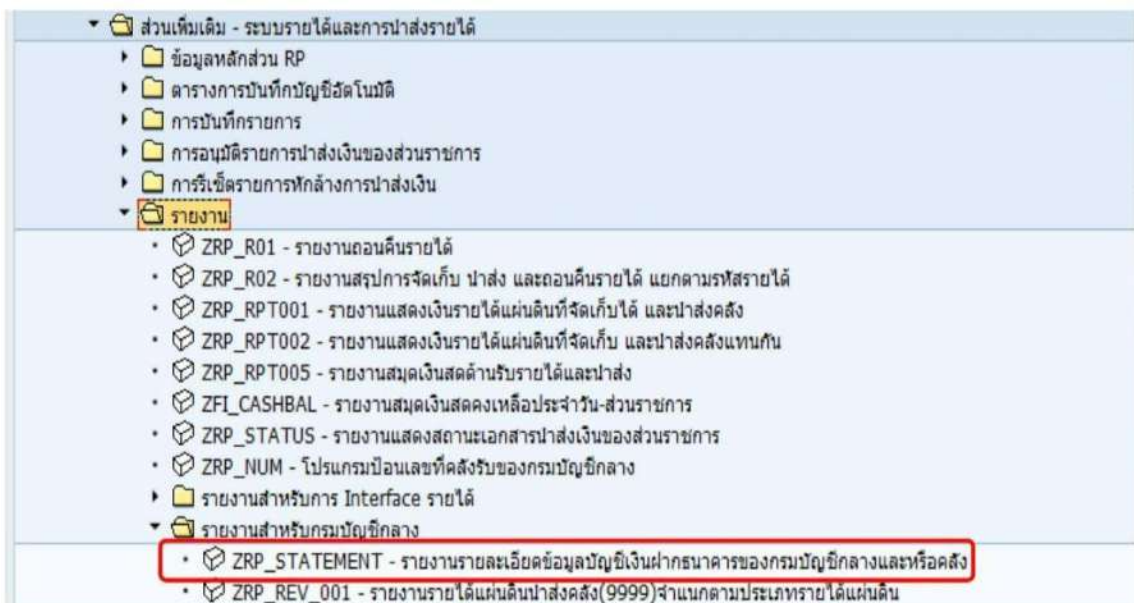 ส่วนเพิ่มเติม - ระบบรายได้และการนำส่งรายได้
ข้อมูลหลักส่วน RP
ตารางการบันทึกบัญชีอัตโนมัติ
การบันทึกรายการ
การอนุมัติรายการนำส่งเงินของส่วนราชการ
การรีเซ็ตรายการหักล้างการนำส่งเงิน
รายงาน
ZRP_R01 - รายงานถอนคืนรายได้
ZRP_R02 - รายงานสรุปการจัดเก็บ นำส่ง และถอนคืนรายได้ แยกตามรหัสรายได้
ZRP_RPT001 - รายงานแสดงเงินรายได้แผ่นดินที่จัดเก็บได้ และนำส่งคลัง
ZRP_RPT002 - รายงานแสดงเงินรายได้แผ่นดินที่จัดเก็บ และนำส่งคลังแทนกัน
ZRP_RPT005 - รายงานสมุดเงินสดด้านรับรายได้และนำส่ง
ZFI_CASHBAL - รายงานสมุดเงินสดคงเหลือประจำวัน-ส่วนราชการ
ZRP_STATUS - รายงานแสดงสถานะเอกสารนำส่งเงินของส่วนราชการ
ZRP_NUM - โปรแกรมป้อนเลขที่คลังรับของกรมบัญชีกลาง
รายงานสำหรับการ Interface รายได้
รายงานสำหรับกรมบัญชีกลาง
ZRP_STATEMENT - รายงานรายละเอียดข้อมูลบัญชีเงินฝากธนาคารของกรมบัญชีกลางและหรือคลัง
ZRP_REV_001 - รายงานรายได้แผ่นดินนำส่งคลัง(9999)จำแนกตามประเภทรายได้แผ่นดิน